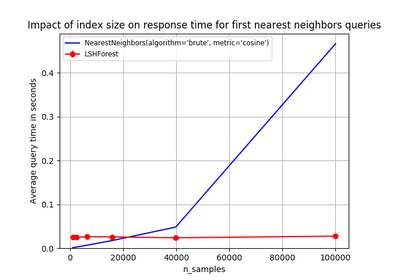 Impact of index size on response time for first nearest neighbors queries
NearestNeighbors(algorithm='brute', metric='cosine')
LSHForest
Average query time in seconds
0.4
0.3
0.2
0.1
0.0
0 20000 40000 60000 80000 100000
n_samples